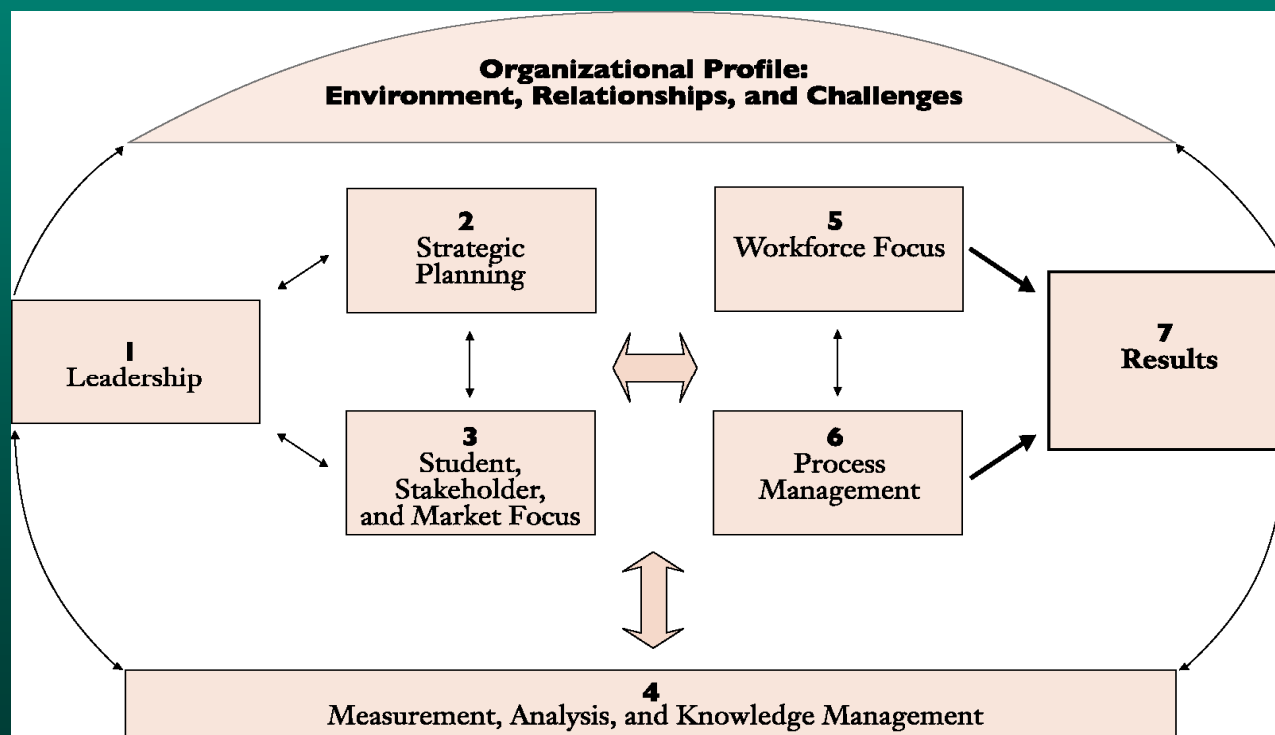 Organizational Profile:
Environment, Relationships, and Challenges
1
Leadership
2
Strategic
Planning
3
Student,
Stakeholder,
and Market Focus
5
Workforce Focus
6
Process
Management
7
Results
4
Measurement, Analysis, and Knowledge Management